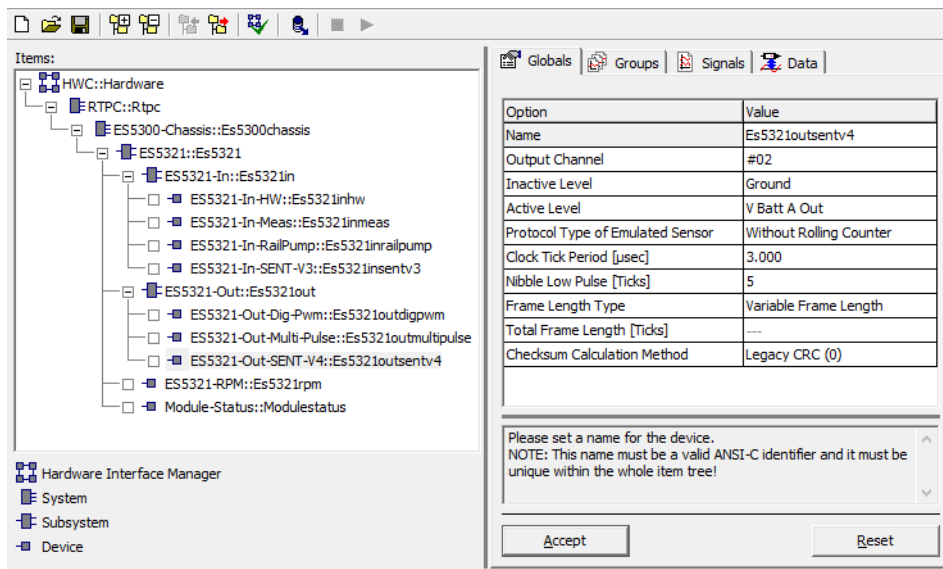 Items:
HWC::Hardware
RTPC::Rtpc
ES5300-Chassis::Es5300chassis
ES5321::Es5321
ES5321-In::Es5321in
ES5321-In-HW::Es5321inhw
ES5321-In-Meas::Es5321inmeas
ES5321-In-RailPump::Es5321inrailpump
ES5321-In-SENT-V3::Es5321insentv3
ES5321-Out::Es5321out
ES5321-Out-Dig-Pwm::Es5321outdigpwm
ES5321-Out-Multi-Pulse::Es5321outmultipulse
ES5321-Out-SENT-V4::Es5321outsentv4
ES5321-RPM::Es5321rpm
Module-Status::Modulestatus
Hardware Interface Manager
System
Subsystem
Device
Globals Groups Signals Data
Option Value
Name Es5321outsentv4
Output Channel #02
Inactive Level Ground
Active Level V Batt A Out
Protocol Type of Emulated Sensor Without Rolling Counter
Clock Tick Period [µsec] 3.000
Nibble Low Pulse [Ticks] 5
Frame Length Type Variable Frame Length
Total Frame Length [Ticks] ---
Checksum Calculation Method Legacy CRC (0)
Please set a name for the device.
NOTE: This name must be a valid ANSI-C identifier and it must be
unique within the whole item tree!
Accept Reset